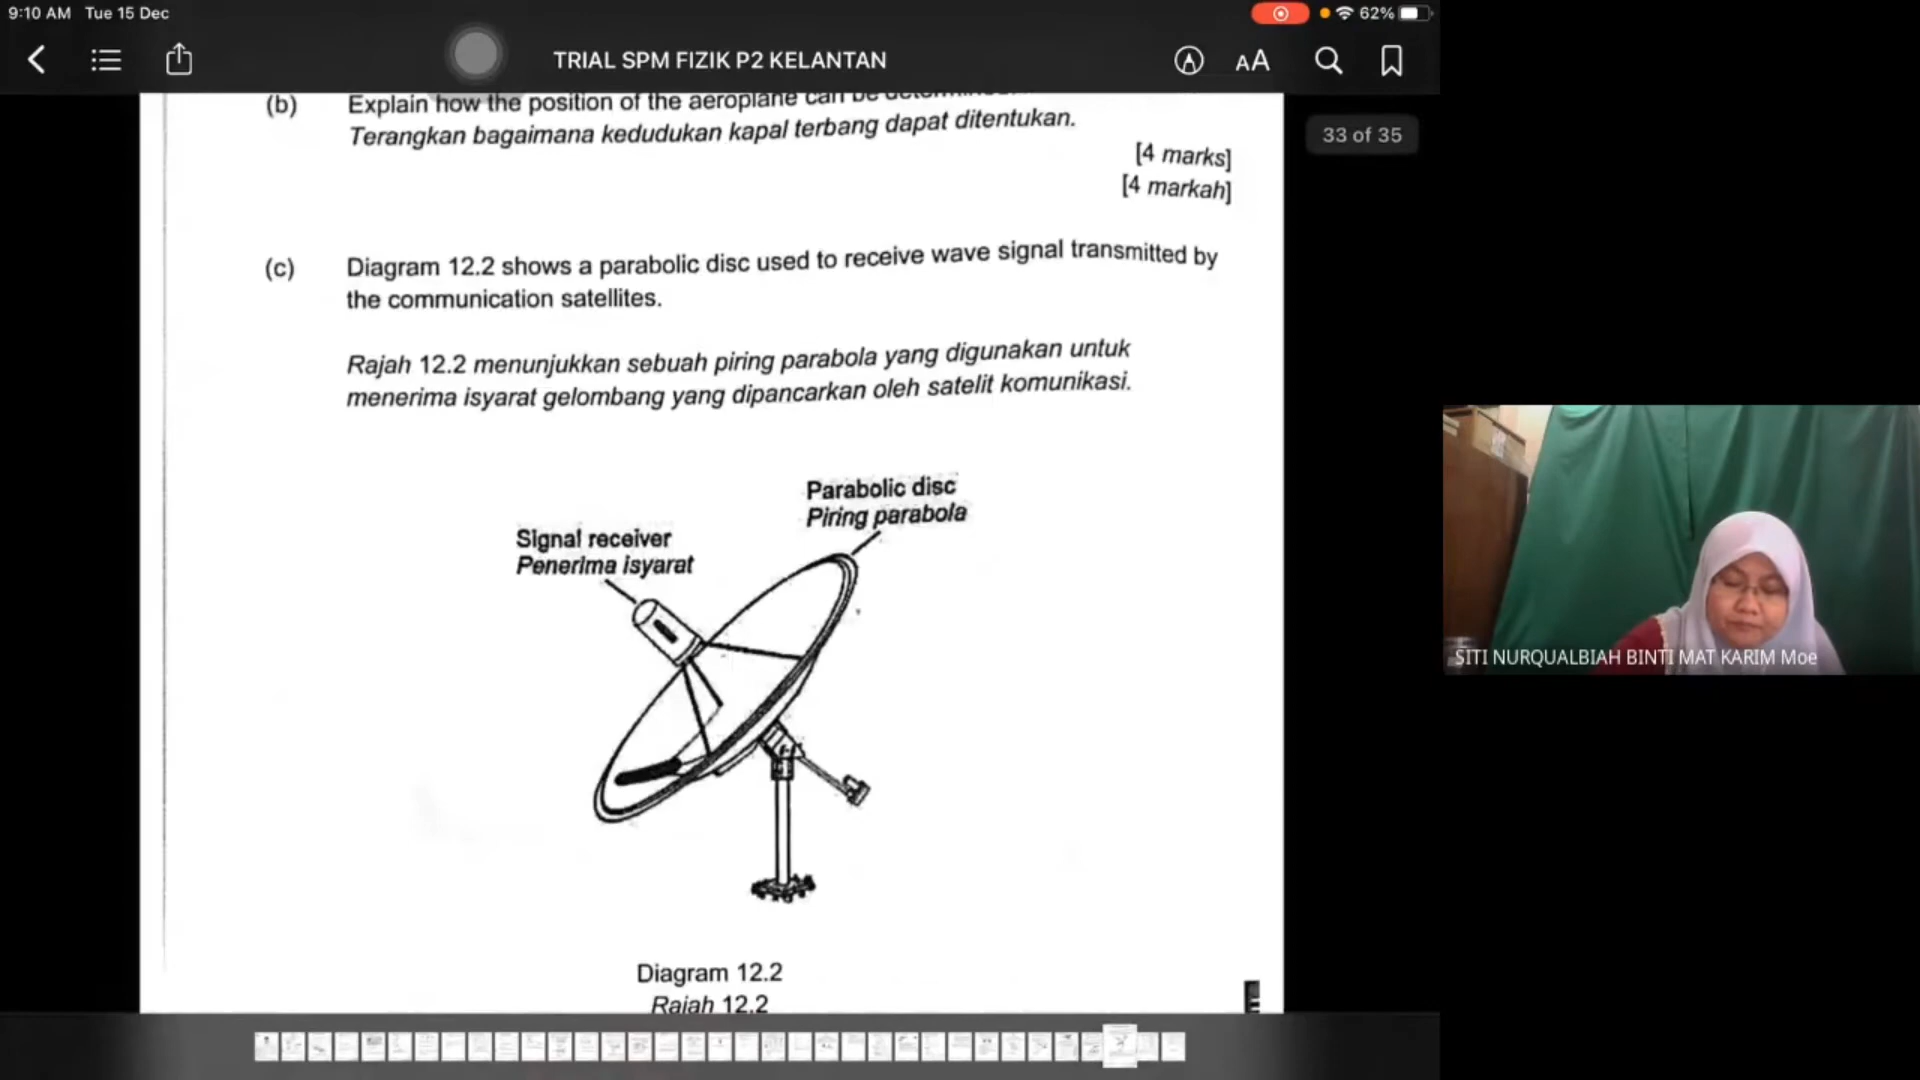 9:10 AM Tue 15 Dec
62%
TRIAL SPM FIZIK P2 KELANTAN
AA
33 of 35
(b) Explain how the position of the aeroplane can be
Terangkan bagaimana kedudukan kapal terbang dapat ditentukan.
[4 marks]
[4 markah]
(c) Diagram 12.2 shows a parabolic disc used to receive wave signal transmitted by
the communication satellites.
Rajah 12.2 menunjukkan sebuah piring parabola yang digunakan untuk
menerima isyarat gelombang yang dipancarkan oleh satelit komunikasi.
Parabolic disc
Piring parabola
Signal receiver
Penerima isyarat
Diagram 12.2
Rajah 12.2
SITI NURQUALBIAH BINTI MAT KARIM Moe